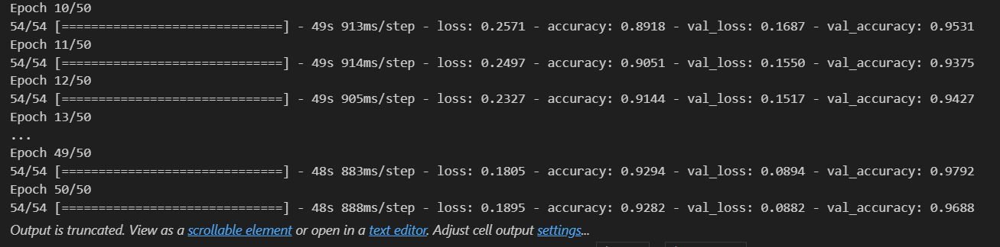 Epoch 10/50
54/54 [==============================] - 49s 913ms/step - loss: 0.2571 - accuracy: 0.8918 - val_loss: 0.1687 - val_accuracy: 0.9531
Epoch 11/50
54/54 [==============================] - 49s 914ms/step - loss: 0.2497 - accuracy: 0.9051 - val_loss: 0.1550 - val_accuracy: 0.9375
Epoch 12/50
54/54 [==============================] - 49s 905ms/step - loss: 0.2327 - accuracy: 0.9144 - val_loss: 0.1517 - val_accuracy: 0.9427
Epoch 13/50
...
Epoch 49/50
54/54 [==============================] - 48s 883ms/step - loss: 0.1805 - accuracy: 0.9294 - val_loss: 0.0894 - val_accuracy: 0.9792
Epoch 50/50
54/54 [==============================] - 48s 888ms/step - loss: 0.1895 - accuracy: 0.9282 - val_loss: 0.0882 - val_accuracy: 0.9688
Output is truncated. View as a scrollable element or open in a text editor. Adjust cell output settings...